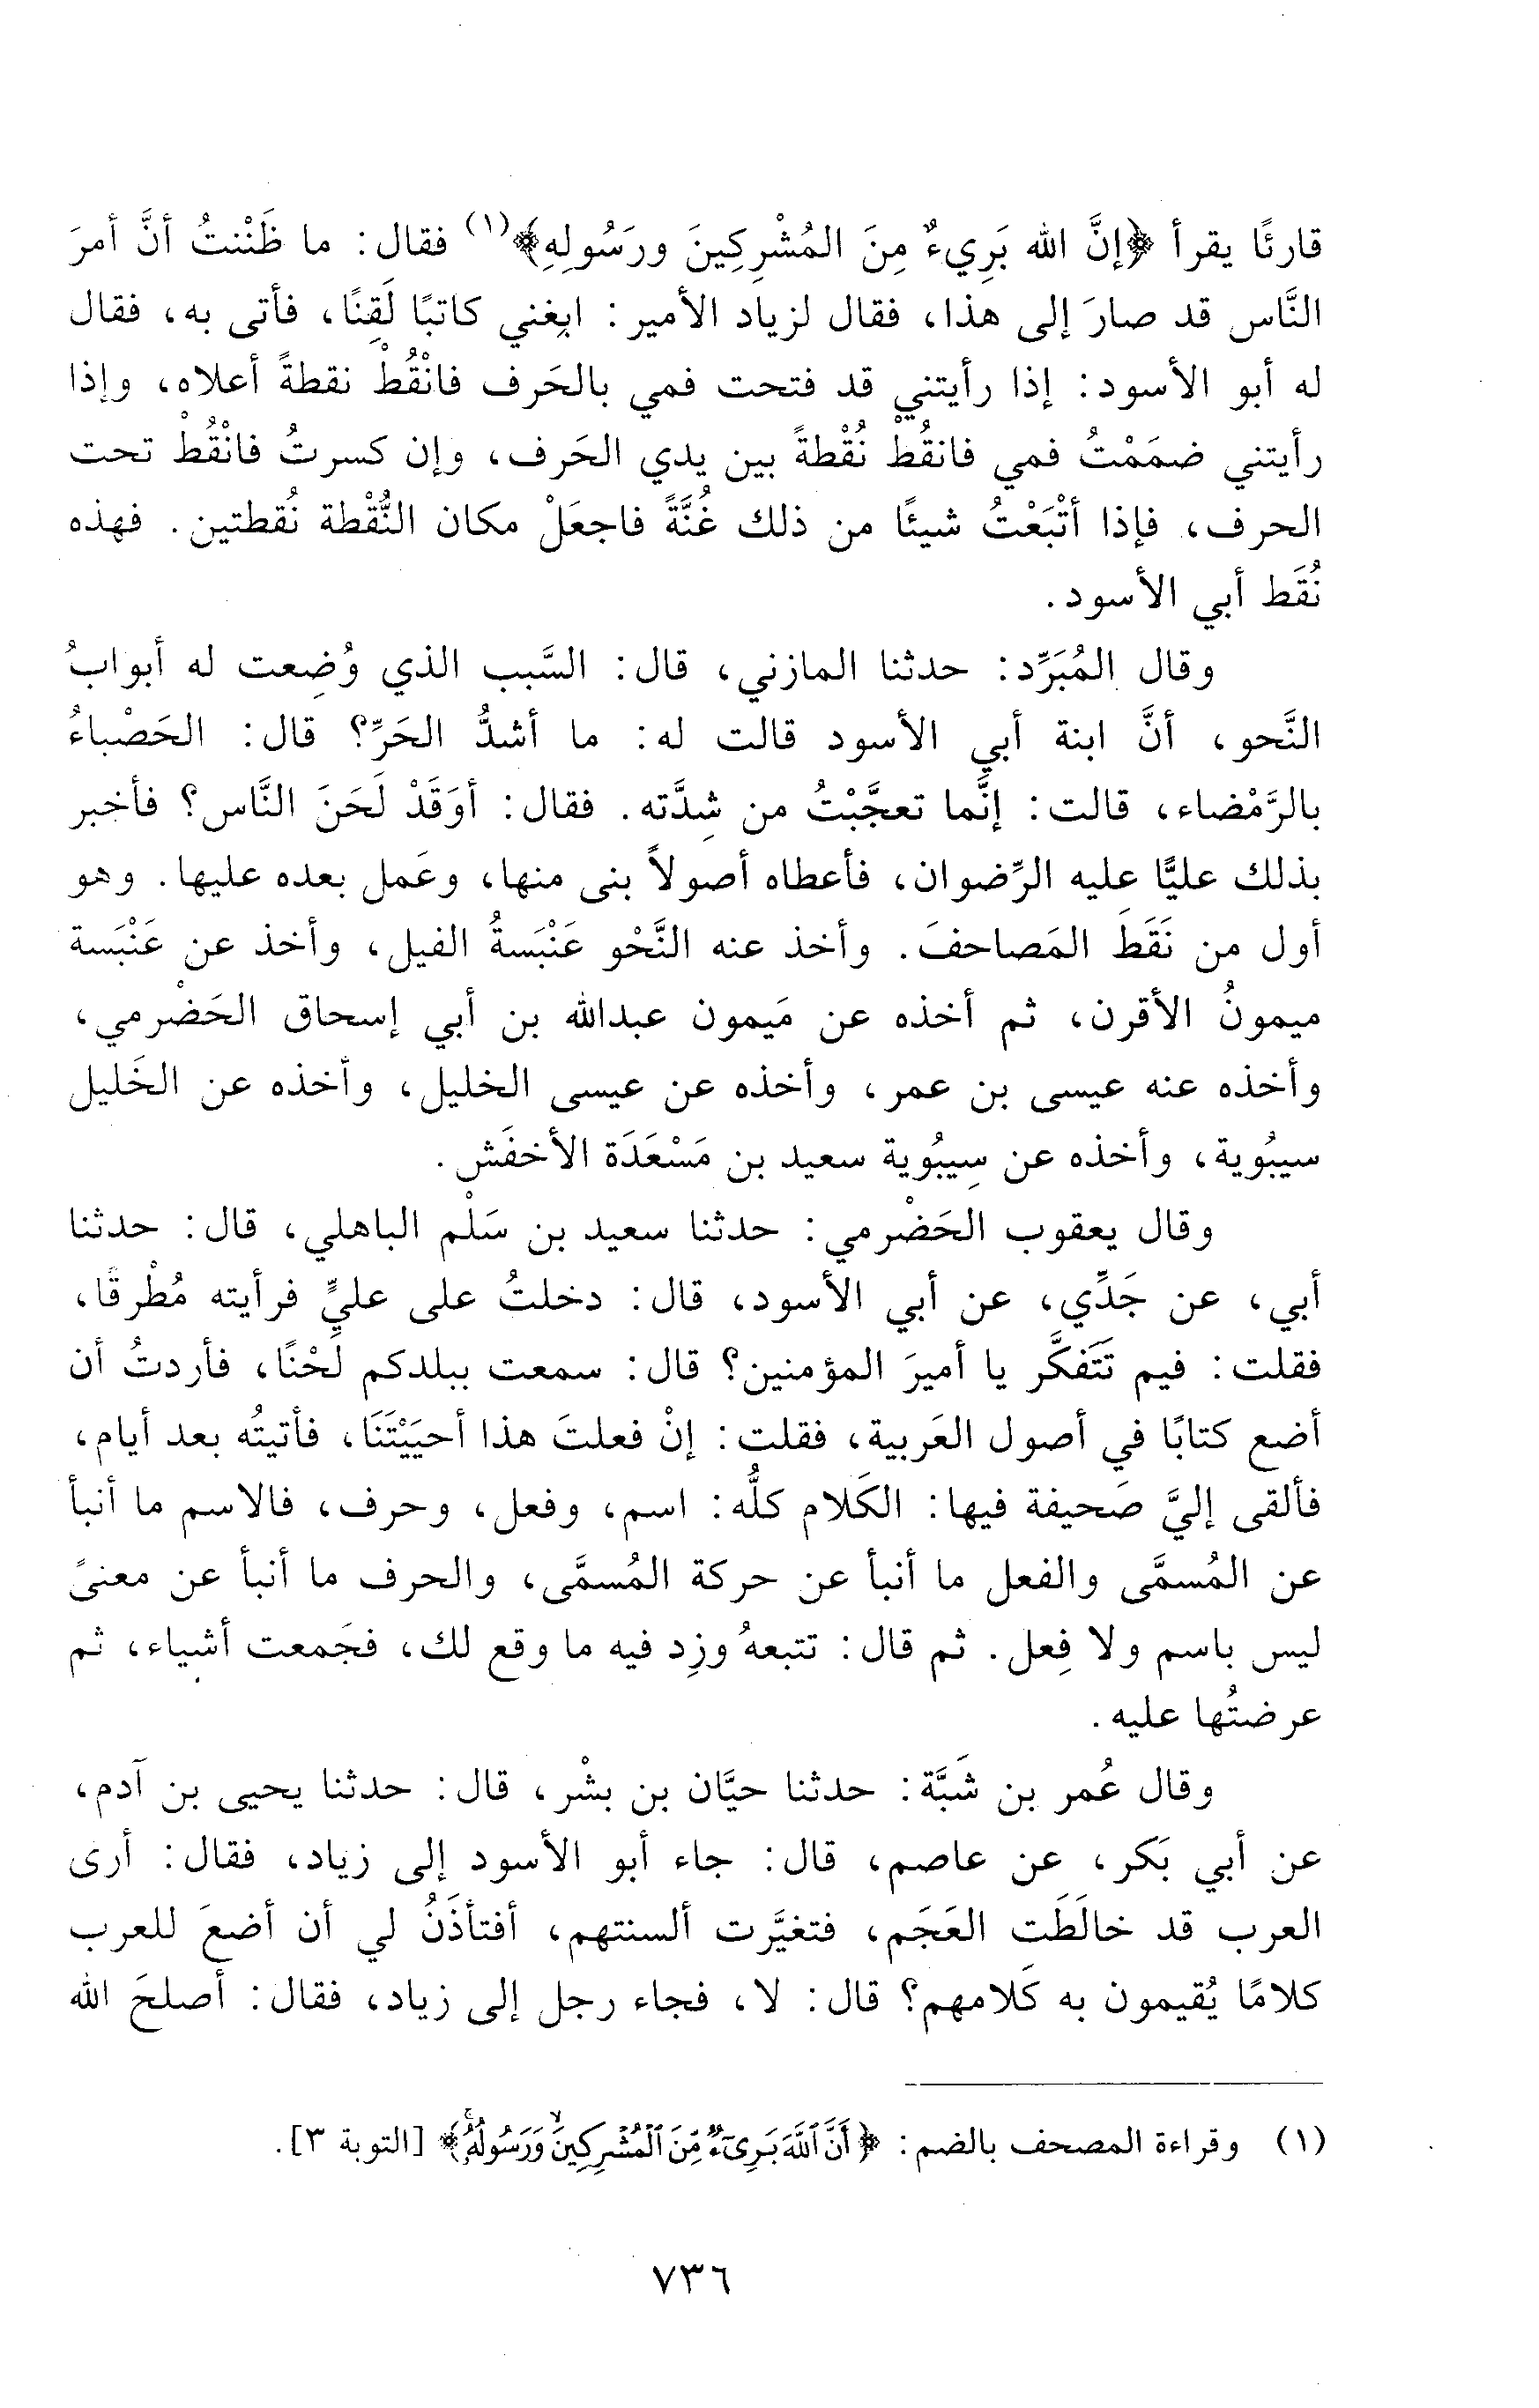 قارئًا يقرأ ﴿إنَّ الله بَرِيءٌ مِنَ المُشْرِكِينَ ورَسُولِهِ﴾(١) فقال: ما ظَنَنْتُ أنَّ أمرَ
النَّاس قد صارَ إلى هذا، فقال لزياد الأمير: ابغني كاتبًا لَقِنًا، فأتى به، فقال
له أبو الأسود: إذا رأيتني قد فتحت فمي بالحَرف فانْقُطْ نقطةً أعلاه، وإذا
رأيتني ضمَمْتُ فمي فانقُطْ نُقْطةً بين يدي الحَرف، وإن كسرتُ فانْقُطْ تحت
الحرف، فإذا أتْبَعْتُ شيئًا من ذلك غُنَّةً فاجعَلْ مكان النُّقْطة نُقطتين. فهذه
نُقَط أبي الأسود.
وقال المُبَرِّد: حدثنا المازني، قال: السَّبب الذي وُضِعت له أبوابُ
النَّحو، أنَّ ابنة أبي الأسود قالت له: ما أشدُّ الحَرِّ؟ قال: الحَصْباءُ
بالرَّمْضاء، قالت: إنَّما تعجَّبْتُ من شِدَّته. فقال: أوَقَدْ لَحَنَ النَّاس؟ فأخبر
بذلك عليًّا عليه الرِّضوان، فأعطاه أصولاً بنى منها، وعَمل بعده عليها. وهو
أول من نَقَطَ المَصاحفَ. وأخذ عنه النَّحْو عَنْبَسةُ الفيل، وأخذ عن عَنْبَسة
ميمونُ الأقرن، ثم أخذه عن مَيمون عبدالله بن أبي إسحاق الحَضْرمي،
وأخذه عنه عيسى بن عمر، وأخذه عن عيسى الخليل، وأخذه عن الخَليل
سيبُوية، وأخذه عن سِيبُوية سعيد بن مَسْعَدَة الأخفَش.
وقال يعقوب الحَضْرمي: حدثنا سعيد بن سَلْم الباهلي، قال: حدثنا
أبي، عن جَدِّي، عن أبي الأسود، قال: دخلتُ على عليٍّ فرأيته مُطْرقًا،
فقلت: فيم تَتَفكَّر يا أميرَ المؤمنين؟ قال: سمعت ببلدكم لَحْنًا، فأردتُ أن
أضع كتابًا في أصول العَربية، فقلت: إنْ فعلتَ هذا أحيَيْتَنَا، فأتيتُه بعد أيام،
فألقى إليَّ صَحيفة فيها: الكَلام كلُّه: اسم، وفعل، وحرف، فالاسم ما أنبأ
عن المُسمَّى والفعل ما أنبأ عن حركة المُسمَّى، والحرف ما أنبأ عن معنىً
ليس باسم ولا فِعل. ثم قال: تتبعهُ وزِد فيه ما وقع لك، فجَمعت أشياء، ثم
عرضتُها عليه.
وقال عُمر بن شَبَّة: حدثنا حيَّان بن بشْر، قال: حدثنا يحيى بن آدم،
عن أبي بَكر، عن عاصم، قال: جاء أبو الأسود إلى زياد، فقال: أرى
العرب قد خالَطَت العَجَم، فتغيَّرت ألسنتهم، أفتأذَنُ لي أن أضعَ للعرب
كلامًا يُقيمون به كَلامهم؟ قال: لا، فجاء رجل إلى زياد، فقال: أصلحَ الله
(١) وقراءة المصحف بالضم: ﴿أَنَّ ٱللَّهَ بَرِىٓءٌ مِّنَ ٱلْمُشْرِكِينَۙ وَرَسُولُهُۥۚ﴾ [التوبة ٣].
٧٣٦